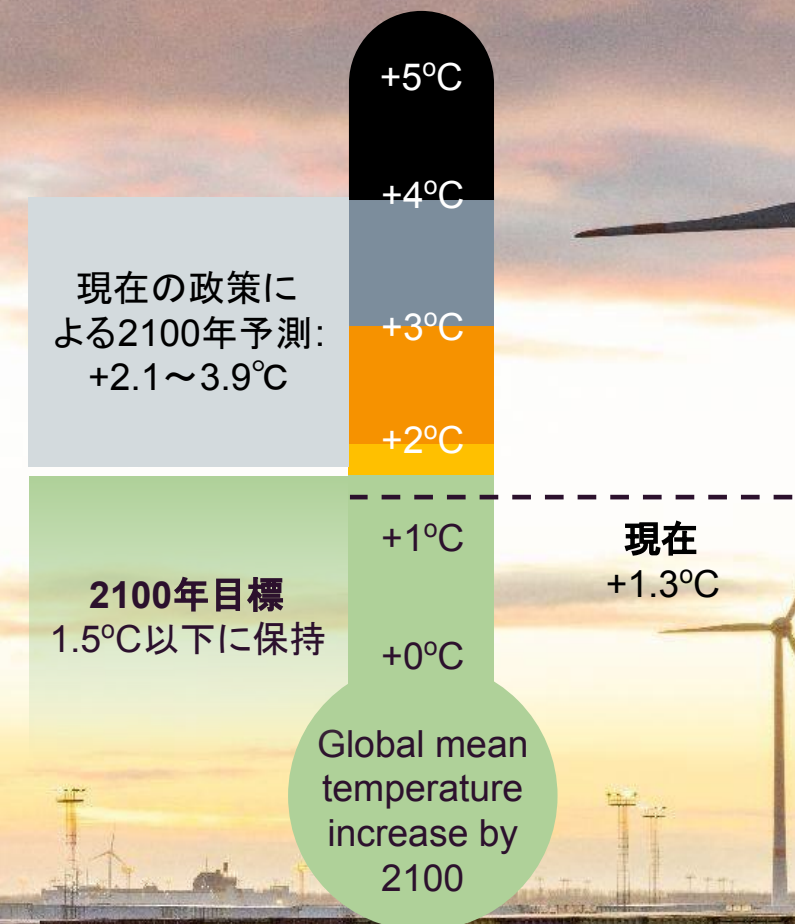 +5ºC
+4ºC
現在の政策に
よる2100年予測:
+2.1～3.9℃
+3ºC
+2ºC
+1ºC
現在
+1.3ºC
2100年目標
1.5ºC以下に保持
+0ºC
Global mean
temperature
increase by
2100